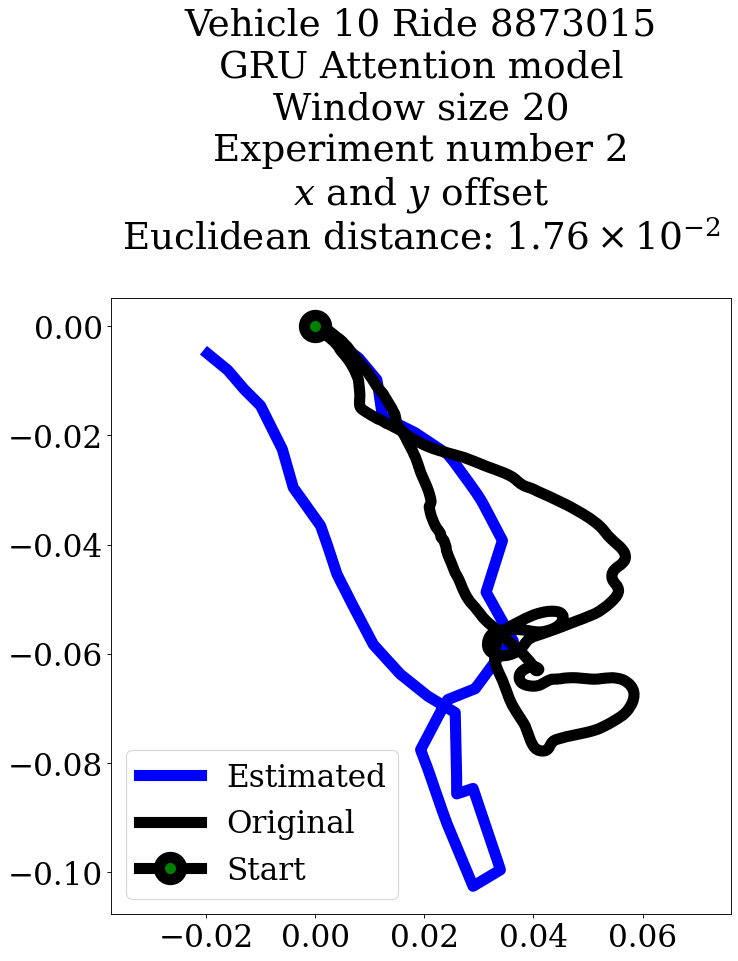 Vehicle 10 Ride 8873015
GRU Attention model
Window size 20
Experiment number 2
x and y offset
Euclidean distance: 1.76 × 10⁻²
0.00
−0.02
−0.04
−0.06
−0.08
−0.10
Estimated
Original
Start
−0.02 0.00 0.02 0.04 0.06